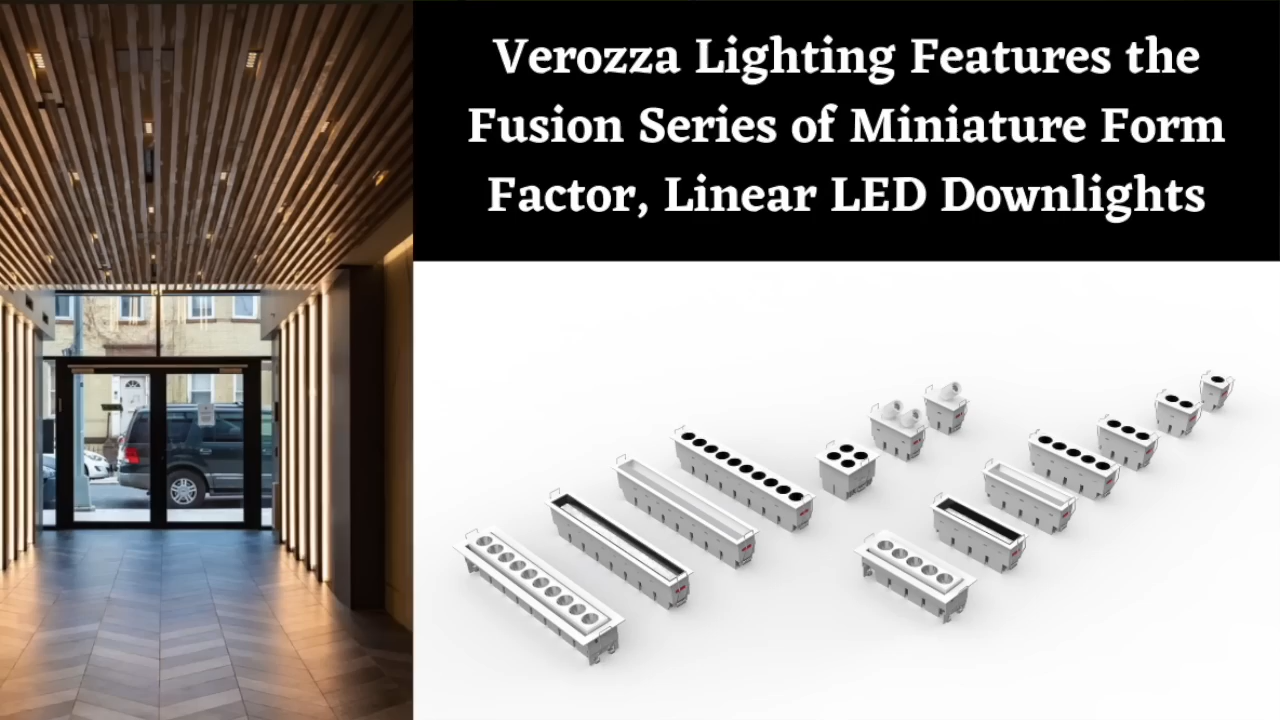 Verozza Lighting Features the
Fusion Series of Miniature Form
Factor, Linear LED Downlights